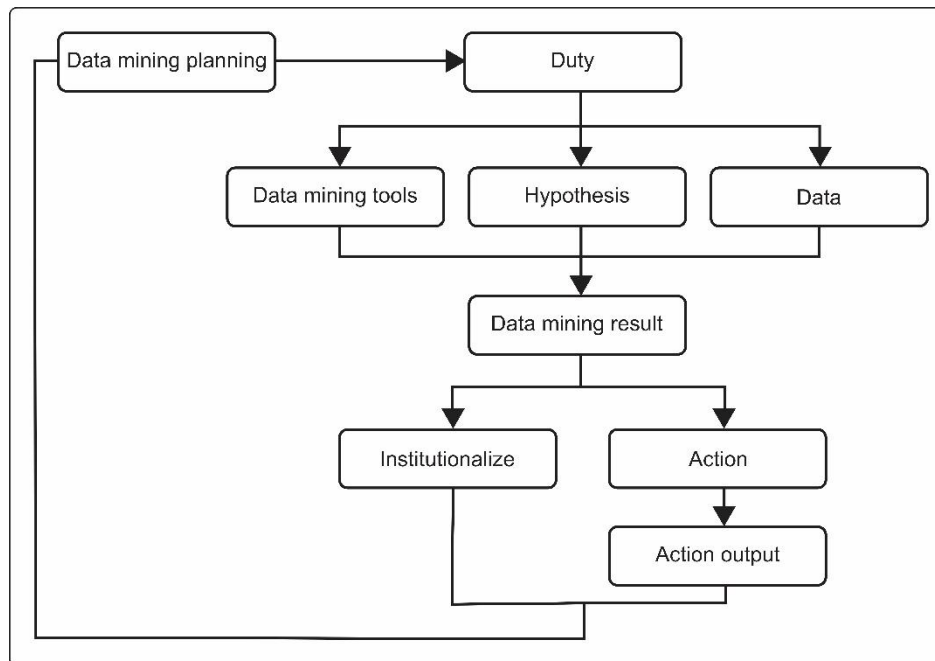 Data mining planning
Duty
Data mining tools
Hypothesis
Data
Data mining result
Institutionalize
Action
Action output